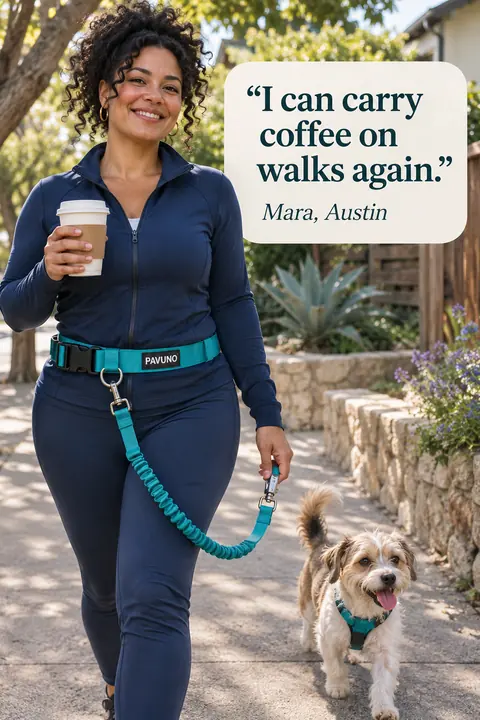 “I can carry
coffee on
walks again.”
Mara, Austin
PAVUNO